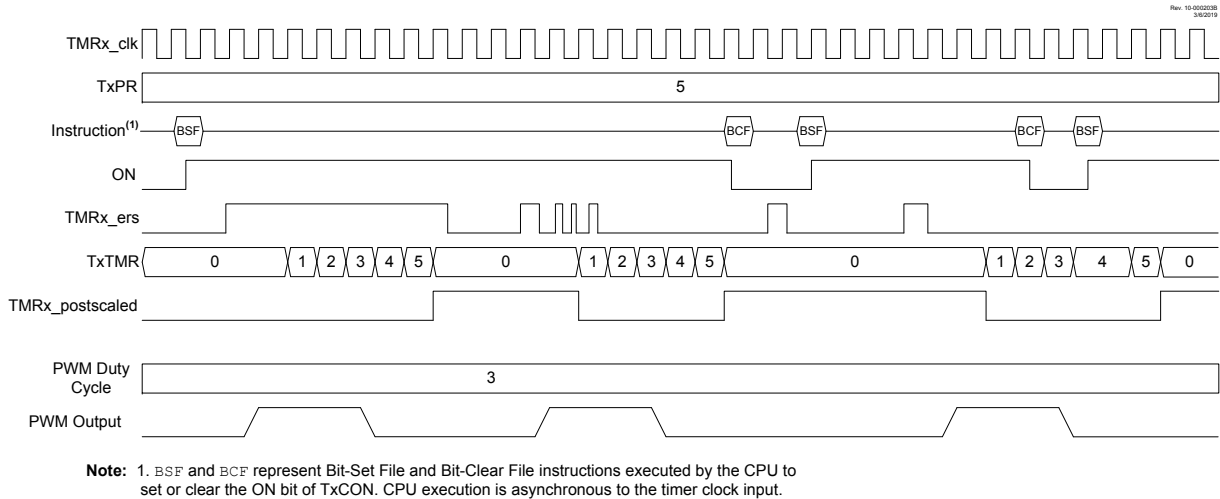 Rev. 10-000203B
3/6/2019
TMRx_clk
TxPR 5
Instruction(1) BSF BCF BSF BCF BSF
ON
TMRx_ers
TxTMR 0 1 2 3 4 5 0 1 2 3 4 5 0 1 2 3 4 5 0
TMRx_postscaled
PWM Duty
Cycle 3
PWM Output
Note: 1. BSF and BCF represent Bit-Set File and Bit-Clear File instructions executed by the CPU to
set or clear the ON bit of TxCON. CPU execution is asynchronous to the timer clock input.